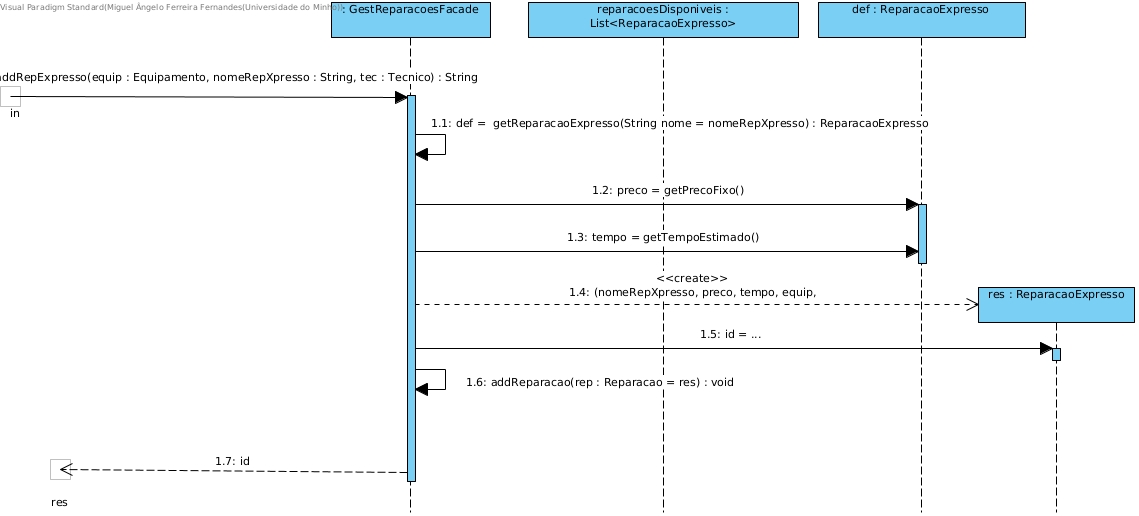 Visual Paradigm Standard(Miguel Ângelo Ferreira Fernandes(Universidade do Minho))
: GestReparacoesFacade
reparacoesDisponiveis :
List<ReparacaoExpresso>
def : ReparacaoExpresso
addRepExpresso(equip : Equipamento, nomeRepXpresso : String, tec : Tecnico) : String
in
1.1: def = getReparacaoExpresso(String nome = nomeRepXpresso) : ReparacaoExpresso
1.2: preco = getPrecoFixo()
1.3: tempo = getTempoEstimado()
<<create>>
1.4: (nomeRepXpresso, preco, tempo, equip,
res : ReparacaoExpresso
1.5: id = ...
1.6: addReparacao(rep : Reparacao = res) : void
1.7: id
res